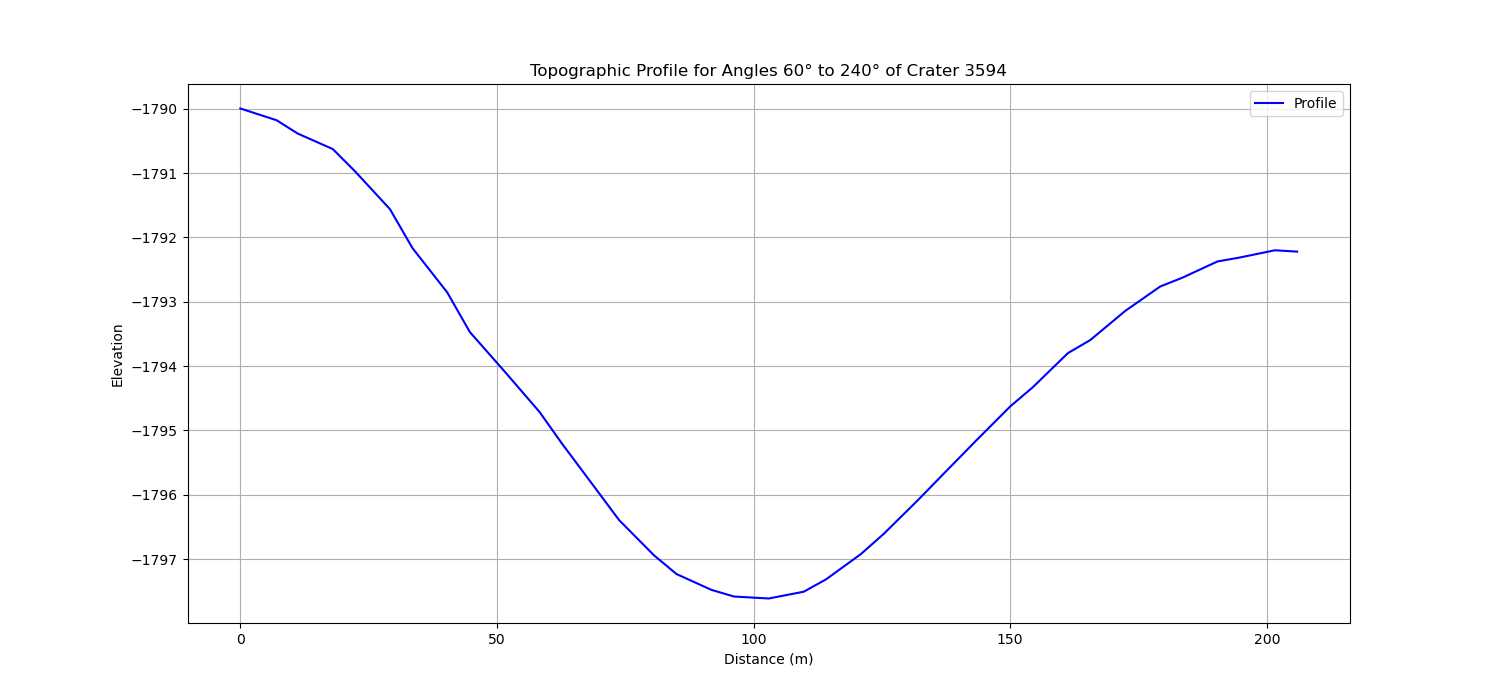 Topographic Profile for Angles 60° to 240° of Crater 3594
Profile
−1790
−1791
−1792
−1793
−1794
−1795
−1796
−1797
Elevation
0 50 100 150 200
Distance (m)